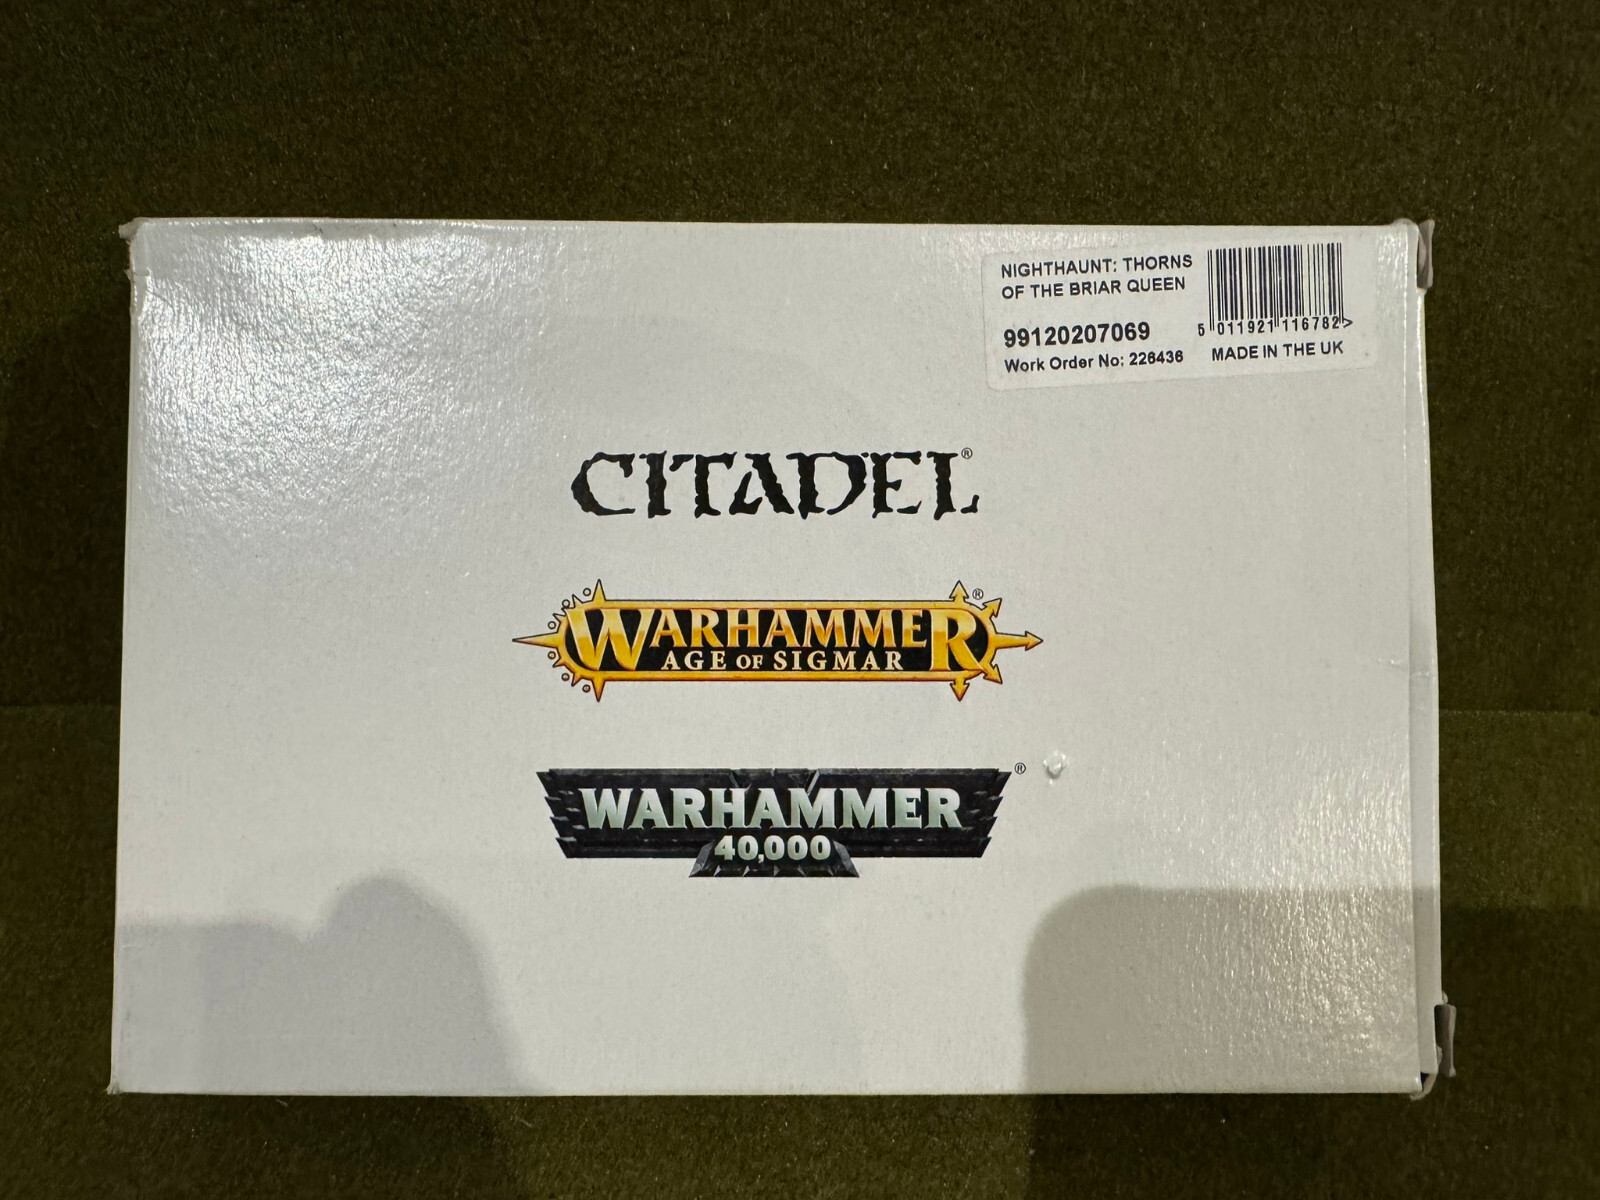 NIGHTHAUNT: THORNS
OF THE BRIAR QUEEN
99120207069
Work Order No: 226436
5 011921 116782 >
MADE IN THE UK
CITADEL®
WARHAMMER®
AGE OF SIGMAR
WARHAMMER®
40,000